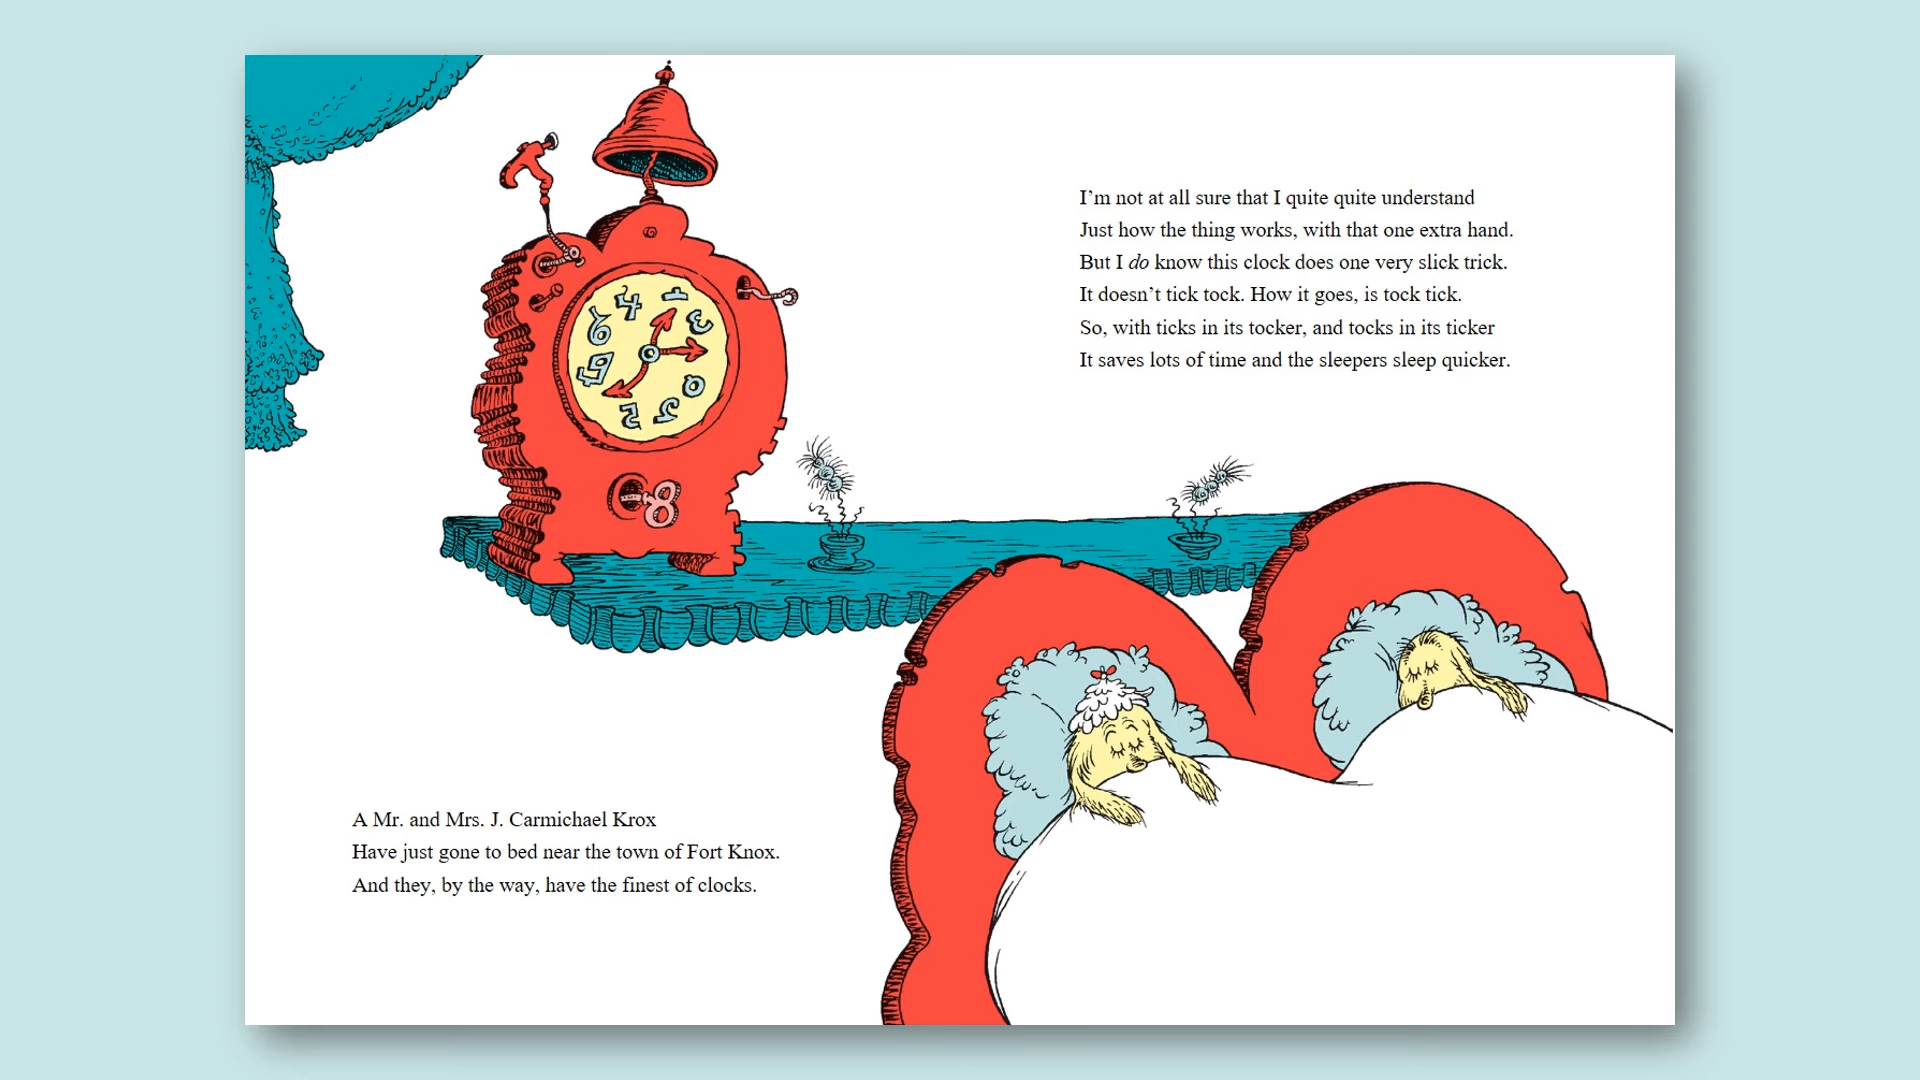 I’m not at all sure that I quite quite understand
Just how the thing works, with that one extra hand.
But I do know this clock does one very slick trick.
It doesn’t tick tock. How it goes, is tock tick.
So, with ticks in its tocker, and tocks in its ticker
It saves lots of time and the sleepers sleep quicker.
A Mr. and Mrs. J. Carmichael Krox
Have just gone to bed near the town of Fort Knox.
And they, by the way, have the finest of clocks.